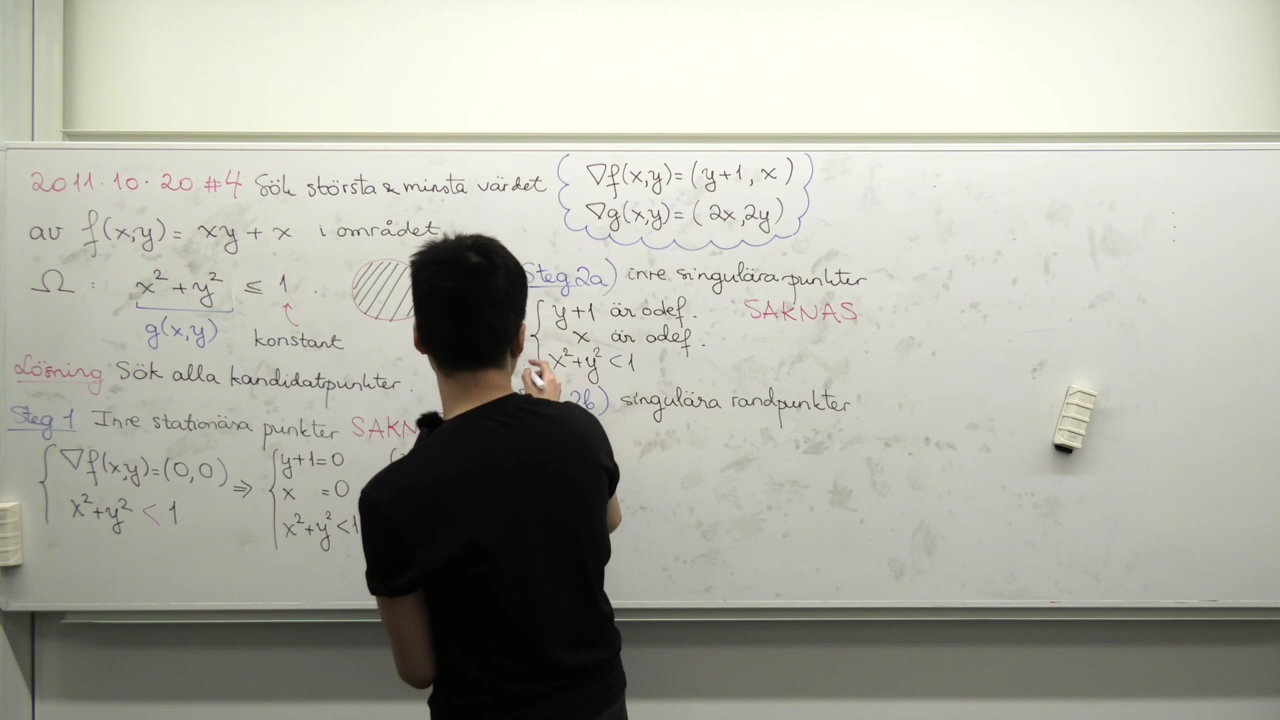 2011.10.20 #4 Sök största & minsta värdet
av f(x,y) = xy + x i området
Ω : x² + y² ≤ 1 .
g(x,y) konstant
Lösning Sök alla kandidatpunkter.
Steg 1 Inre stationära punkter
∇f(x,y)=(0,0) ⇒ y+1=0
x =0
x²+y² < 1 x²+y²<1
∇f(x,y)=(y+1, x)
∇g(x,y)=(2x,2y)
Steg 2a) inre singulära punkter
y+1 är odef. SAKNAS
x är odef.
x²+y² <1
2b) singulära randpunkter